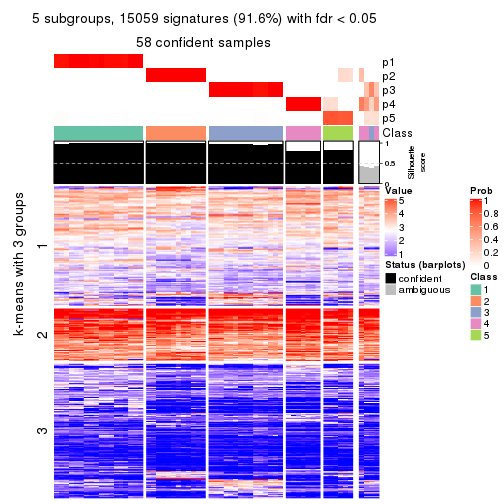 5 subgroups, 15059 signatures (91.6%) with fdr < 0.05
58 confident samples
p1
p2
p3
p4
p5
Class
1
0.5
0
Silhouette
score
k-means with 3 groups
1
2
3
Value
5
4
3
2
1
Status (barplots)
confident
ambiguous
Prob
1
0.8
0.6
0.4
0.2
0
Class
1
2
3
4
5